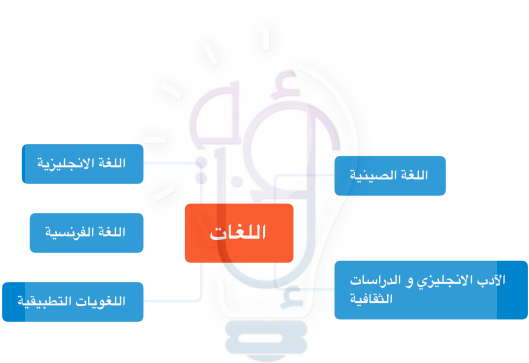 اللغات
اللغة الصينية
الآدب الانجليزي و الدراسات
الثقافية
اللغة الانجليزية
اللغة الفرنسية
اللغويات التطبيقية